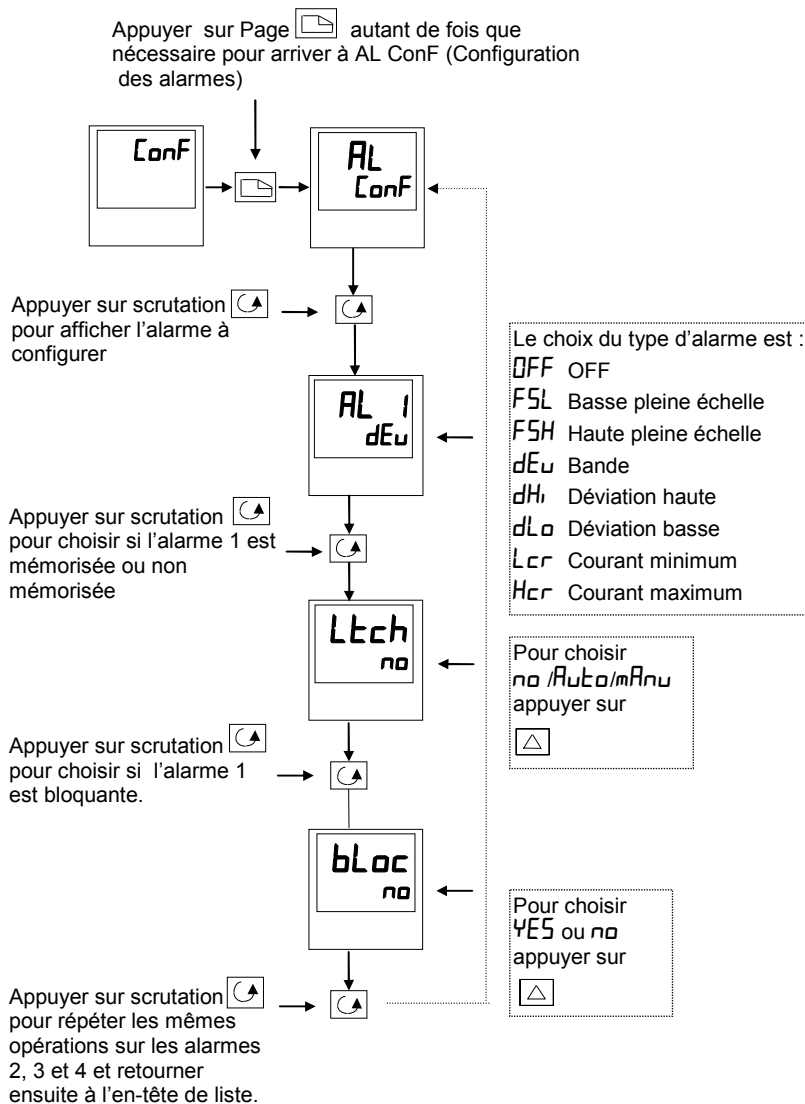 Appuyer sur Page autant de fois que
nécessaire pour arriver à AL ConF (Configuration
des alarmes)
ConF
AL
ConF
Appuyer sur scrutation
pour afficher l'alarme à
configurer
AL 1
dEv
Le choix du type d'alarme est :
OFF OFF
FSL Basse pleine échelle
FSH Haute pleine échelle
dEv Bande
dHi Déviation haute
dLo Déviation basse
Lcr Courant minimum
Hcr Courant maximum
Appuyer sur scrutation
pour choisir si l'alarme 1 est
mémorisée ou non
mémorisée
Ltch
no
Pour choisir
no /Auto/mAnu
appuyer sur
Appuyer sur scrutation
pour choisir si l'alarme 1
est bloquante.
bLoc
no
Pour choisir
YES ou no
appuyer sur
Appuyer sur scrutation
pour répéter les mêmes
opérations sur les alarmes
2, 3 et 4 et retourner
ensuite à l'en-tête de liste.